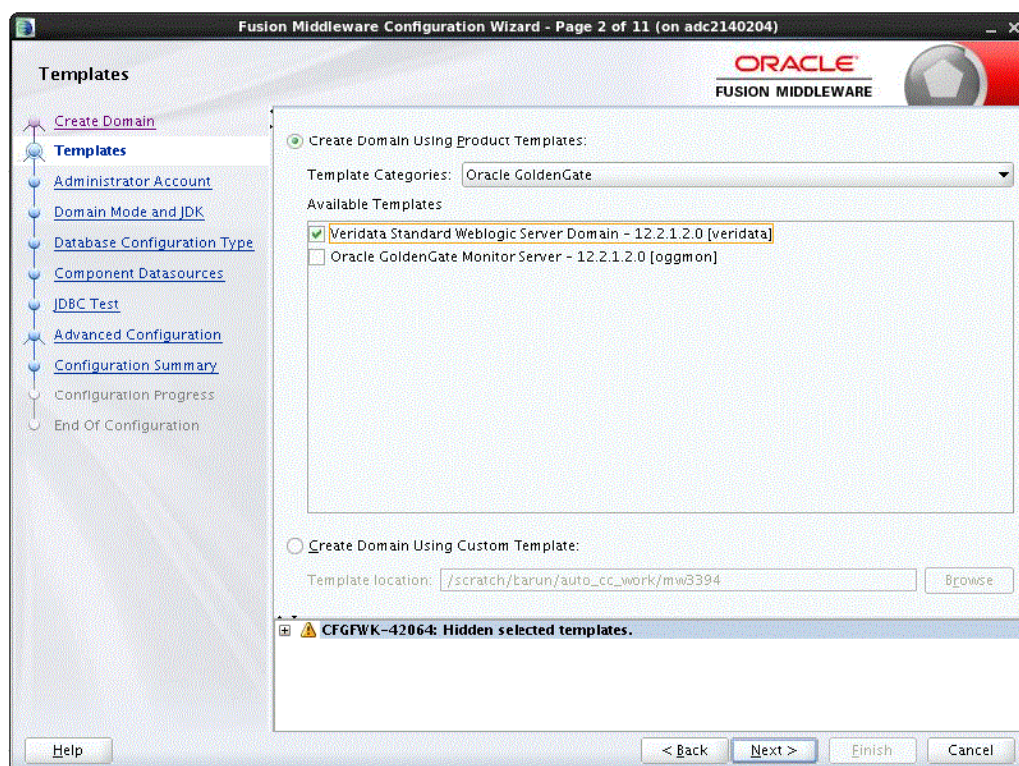 Fusion Middleware Configuration Wizard - Page 2 of 11 (on adc2140204)
Templates
ORACLE
FUSION MIDDLEWARE
Create Domain
Templates
Administrator Account
Domain Mode and JDK
Database Configuration Type
Component Datasources
JDBC Test
Advanced Configuration
Configuration Summary
Configuration Progress
End Of Configuration
Create Domain Using Product Templates:
Template Categories: Oracle GoldenGate
Available Templates
Veridata Standard Weblogic Server Domain - 12.2.1.2.0 [veridata]
Oracle GoldenGate Monitor Server - 12.2.1.2.0 [oggmon]
Create Domain Using Custom Template:
Template location: /scratch/tarun/auto_cc_work/mw3394 Browse
CFGFWK-42064: Hidden selected templates.
Help < Back Next > Finish Cancel